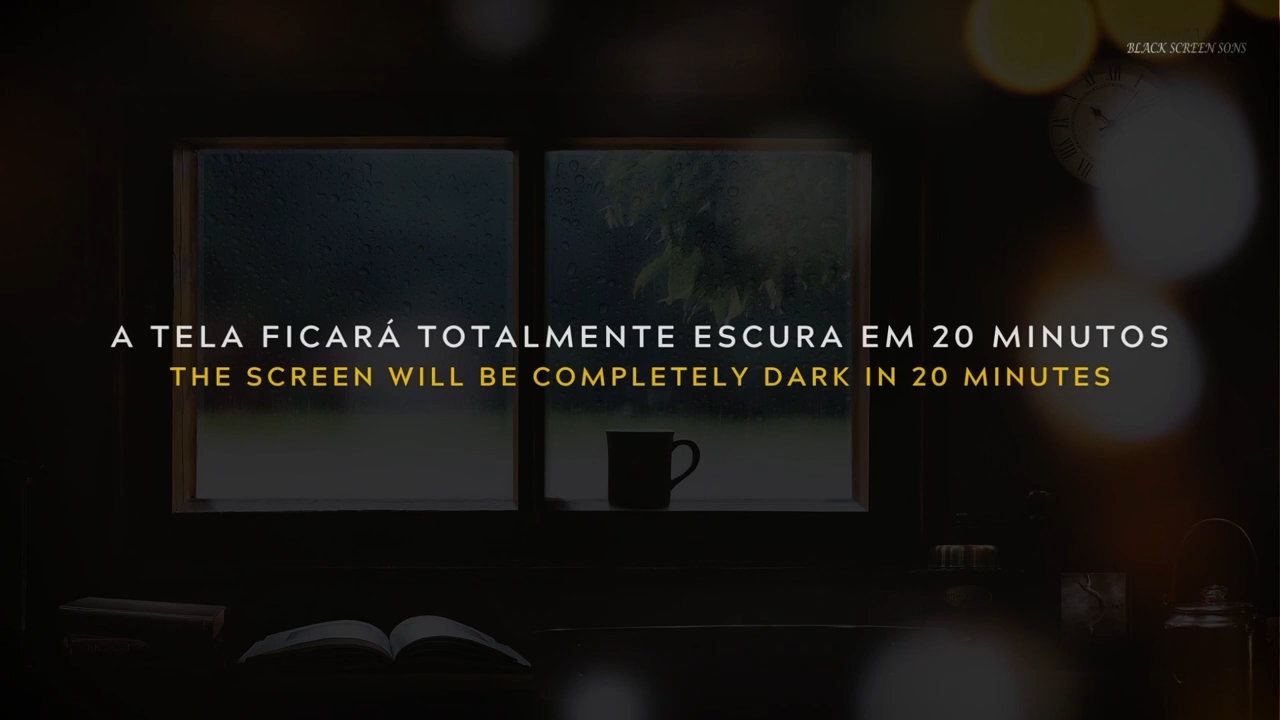 BLACK SCREEN SONS
A TELA FICARÁ TOTALMENTE ESCURA EM 20 MINUTOS
THE SCREEN WILL BE COMPLETELY DARK IN 20 MINUTES